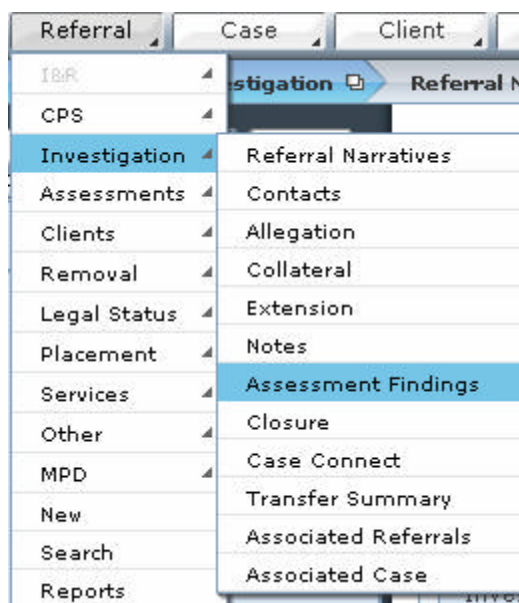 Referral Case Client
I&R
stigation Referral N
CPS
Investigation
Referral Narratives
Assessments
Contacts
Clients
Allegation
Removal
Collateral
Legal Status
Extension
Placement
Notes
Services
Assessment Findings
Other
Closure
MPD
Case Connect
New
Transfer Summary
Search
Associated Referrals
Reports
Associated Case
Inves